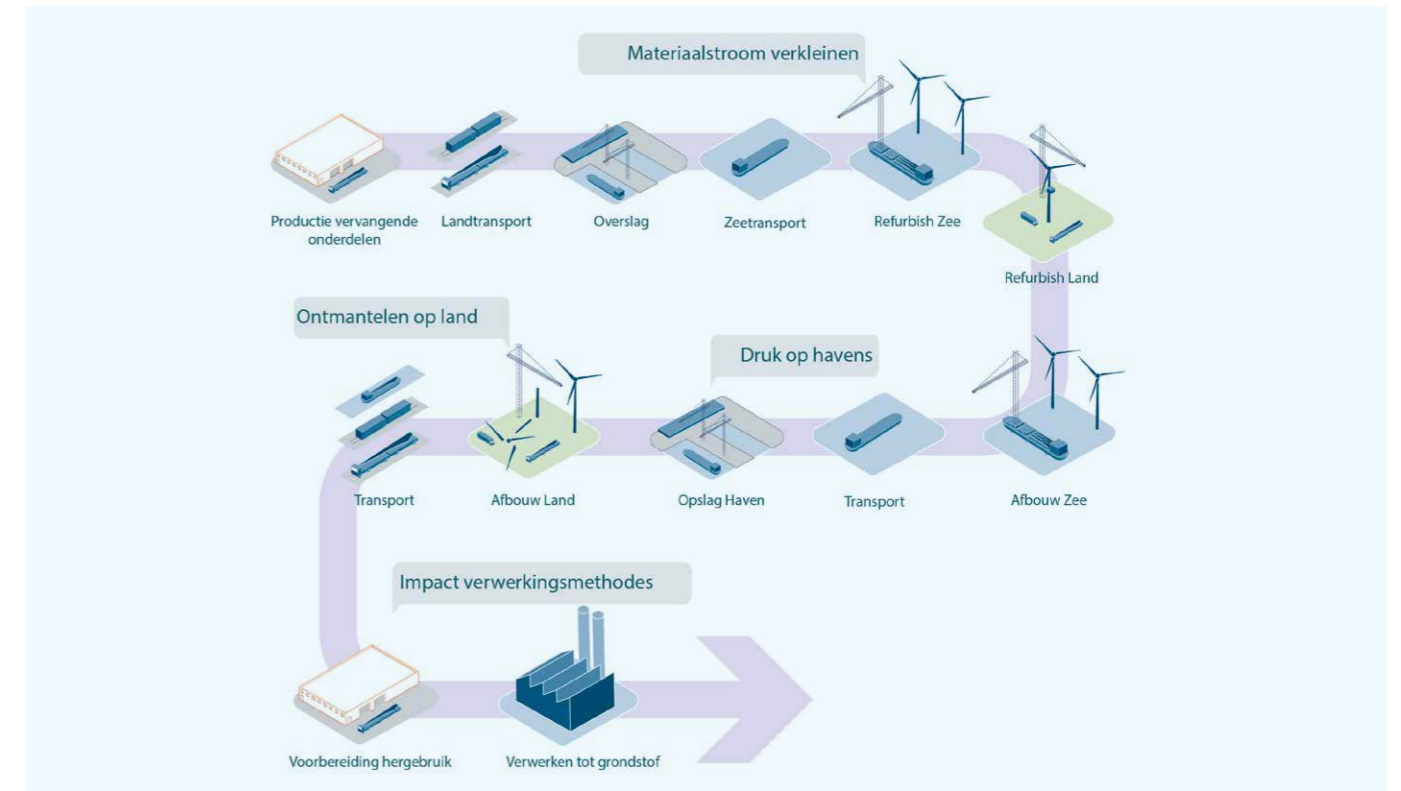 Materiaalstroom verkleinen
Productie vervangende
onderdelen
Landtransport
Overslag
Zeetransport
Refurbish Zee
Refurbish Land
Ontmantelen op land
Druk op havens
Transport
Afbouw Land
Opslag Haven
Transport
Afbouw Zee
Impact verwerkingsmethodes
Voorbereiding hergebruik
Verwerken tot grondstof